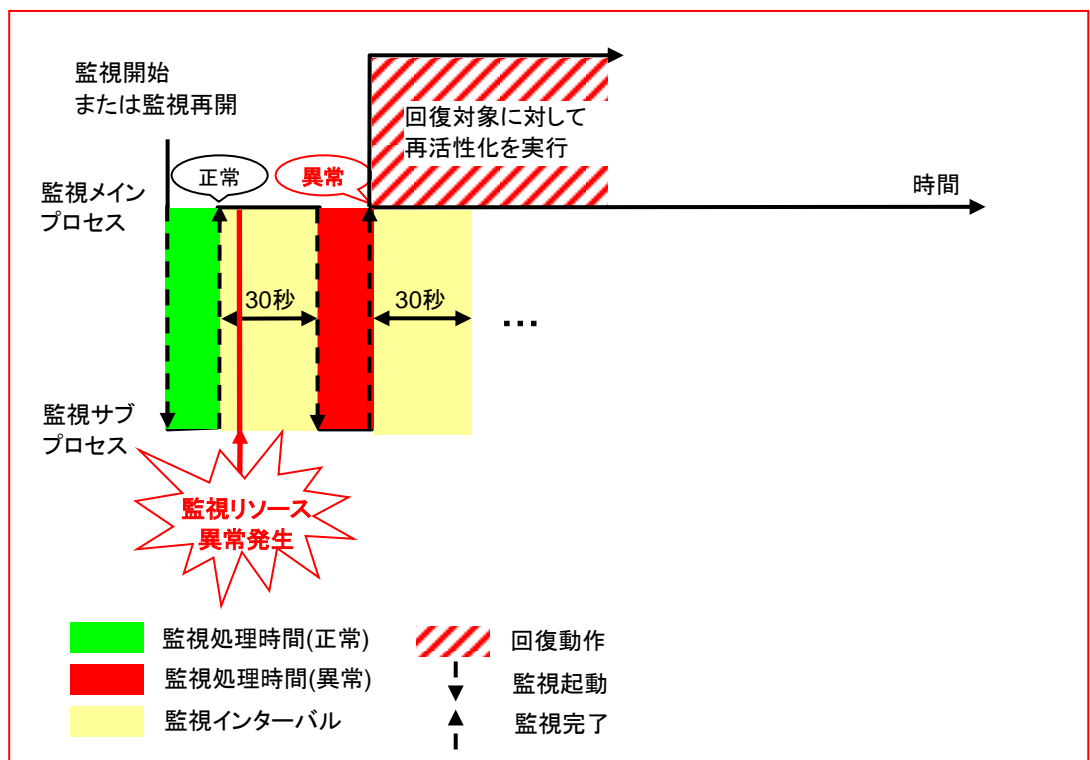 監視開始
または監視再開
回復対象に対して
再活性化を実行
正常
異常
時間
監視メイン
プロセス
30秒
30秒
…
監視サブ
プロセス
監視リソース
異常発生
監視処理時間(正常)
監視処理時間(異常)
監視インターバル
回復動作
監視起動
監視完了